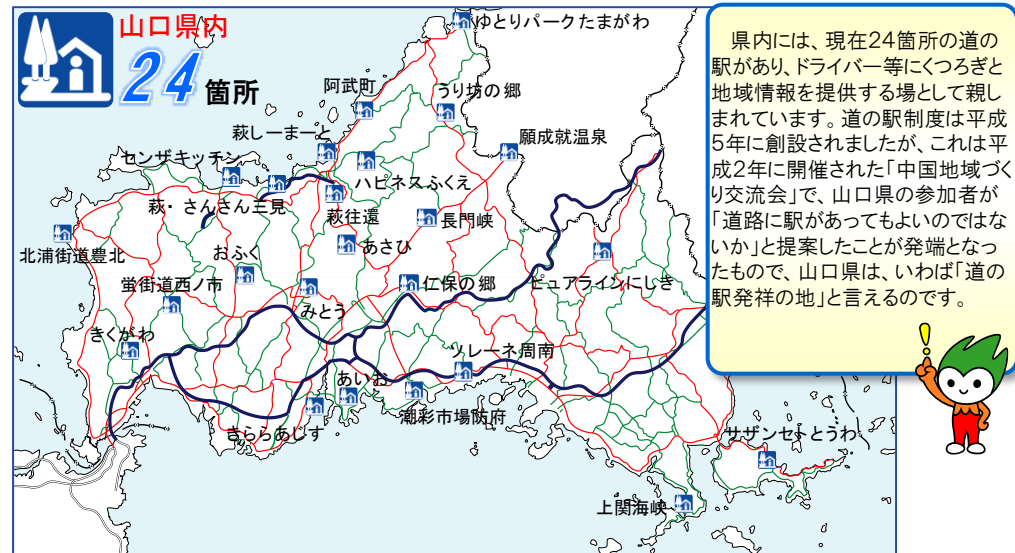 山口県内
24箇所
県内には、現在24箇所の道の
駅があり、ドライバー等にくつろぎと
地域情報を提供する場として親し
まれています。道の駅制度は平成
5年に創設されましたが、これは平
成2年に開催された「中国地域づく
り交流会」で、山口県の参加者が
「道路に駅があってもよいのではな
いか」と提案したことが発端となっ
たもので、山口県は、いわば「道の
駅発祥の地」と言えるのです。
ゆとりパークたまがわ
阿武町
うり坊の郷
萩しーまーと
願成就温泉
センザキッチン
ハピネスふくえ
萩・さんさん三見
萩往還
長門峡
北浦街道豊北
おふく
あさひ
蛍街道西ノ市
みとう
仁保の郷
ピュアラインにしき
きくがわ
ソレーネ周南
あいお
潮彩市場防府
きららあじす
サザンセトとうわ
上関海峡